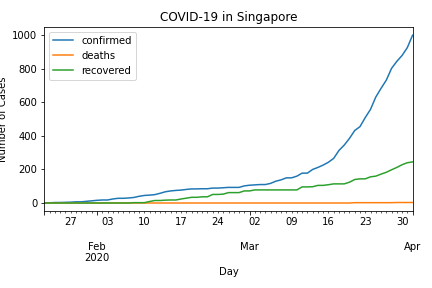 COVID-19 in Singapore
1000
800
600
400
200
0
Number of Cases
confirmed
deaths
recovered
27 03 10 17 24 02 09 16 23 30
Feb Mar Apr
2020
Day